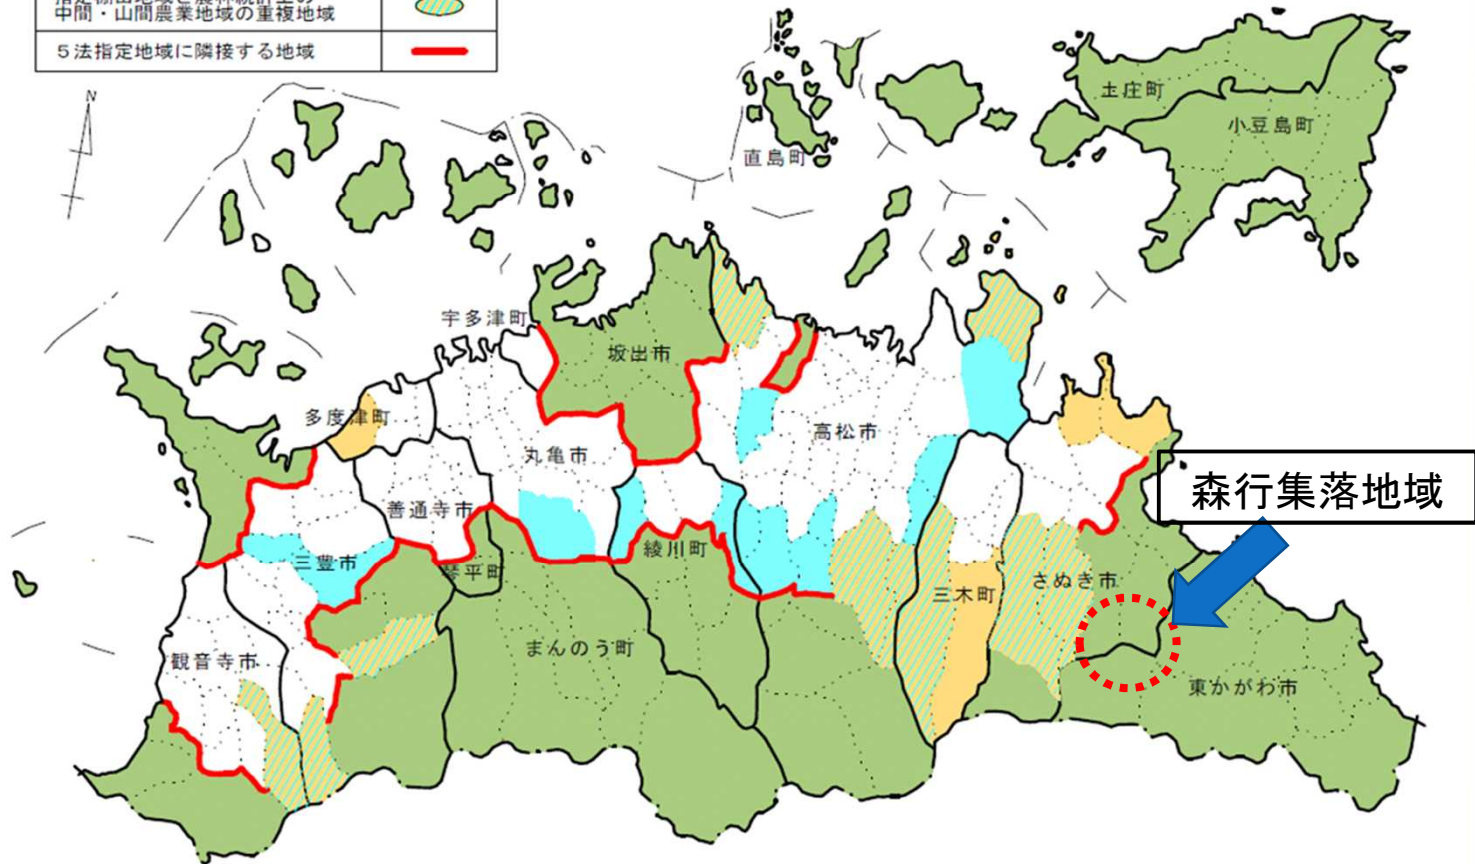 中間・山間農業地域の重複地域
５法指定地域に隣接する地域
N
土庄町
小豆島町
直島町
宇多津町
坂出市
多度津町
高松市
丸亀市
森行集落地域
善通寺市
綾川町
三豊市
琴平町
さぬき市
三木町
まんのう町
観音寺市
東かがわ市